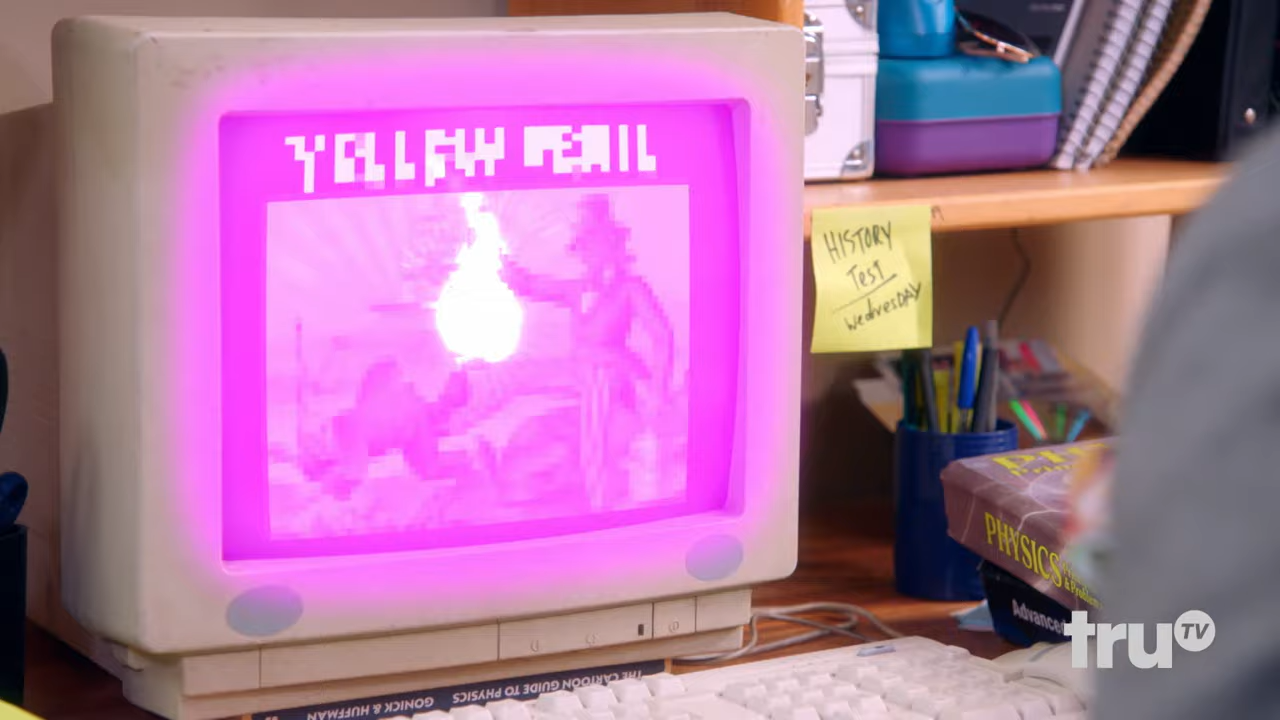 YELLOW PERIL
HISTORY
TEST
WEDNESDAY
PHYSICS
Advanced
truTV
THE CARTOON GUIDE TO PHYSICS
GONICK & HUFFMAN